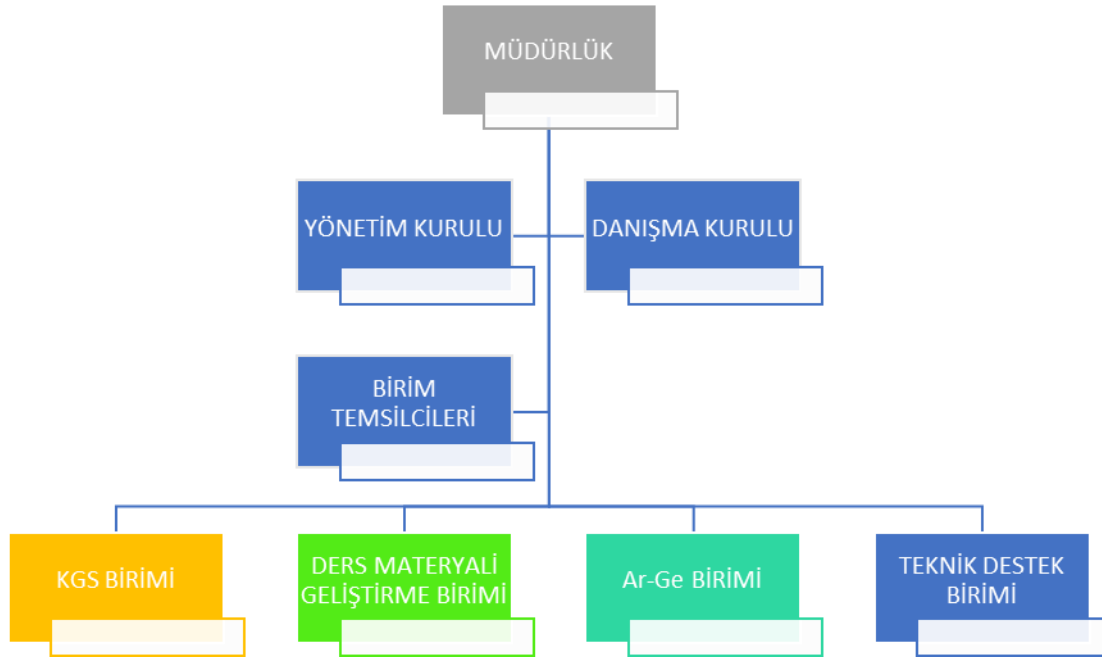 MÜDÜRLÜK
YÖNETİM KURULU
DANIŞMA KURULU
BİRİM
TEMSİLCİLERİ
KGS BİRİMİ
DERS MATERYALİ
GELİŞTİRME BİRİMİ
Ar-Ge BİRİMİ
TEKNİK DESTEK
BİRİMİ